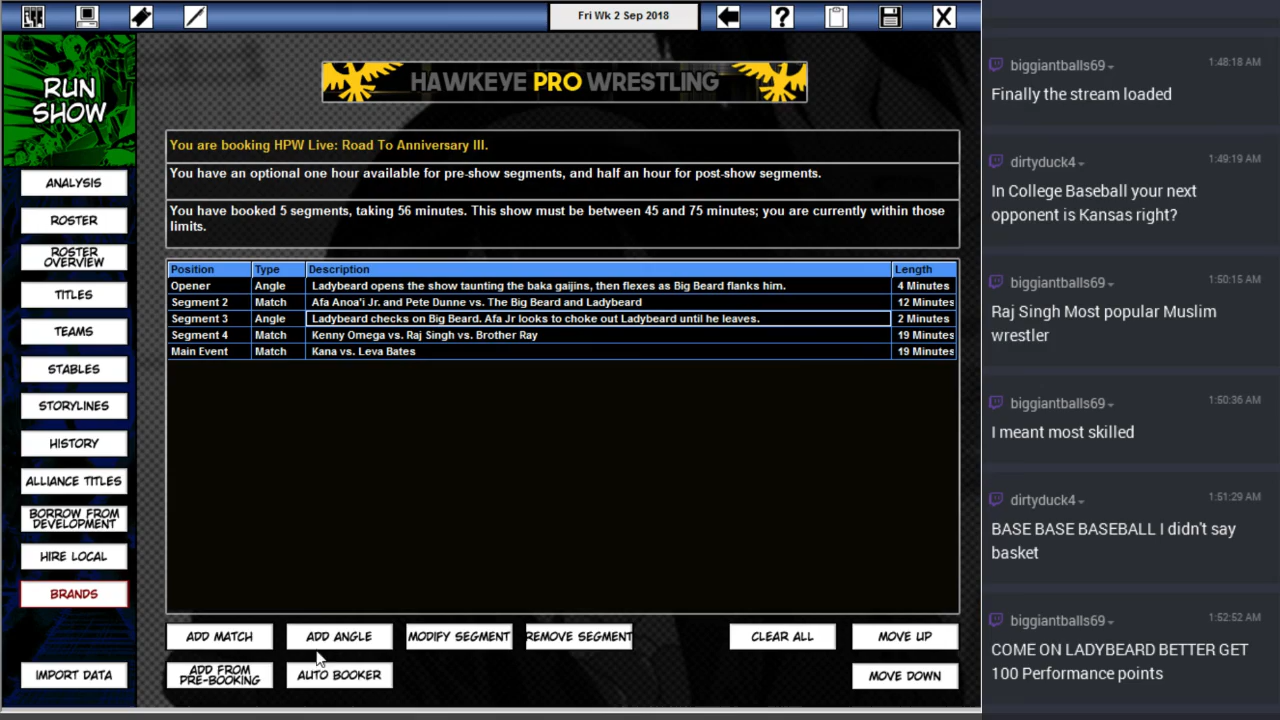 Fri Wk 2 Sep 2018
RUN
SHOW
HAWKEYE PRO WRESTLING
You are booking HPW Live: Road To Anniversary III.
You have an optional one hour available for pre-show segments, and half an hour for post-show segments.
You have booked 5 segments, taking 56 minutes. This show must be between 45 and 75 minutes; you are currently within those
limits.
Position Type Description Length
Opener Angle Ladybeard opens the show taunting the baka gaijins, then flexes as Big Beard flanks him. 4 Minutes
Segment 2 Match Afa Anoa'i Jr. and Pete Dunne vs. The Big Beard and Ladybeard 12 Minutes
Segment 3 Angle Ladybeard checks on Big Beard. Afa Jr looks to choke out Ladybeard until he leaves. 2 Minutes
Segment 4 Match Kenny Omega vs. Raj Singh vs. Brother Ray 19 Minutes
Main Event Match Kana vs. Leva Bates 19 Minutes
ANALYSIS
ROSTER
ROSTER
OVERVIEW
TITLES
TEAMS
STABLES
STORYLINES
HISTORY
ALLIANCE TITLES
BORROW FROM
DEVELOPMENT
HIRE LOCAL
BRANDS
IMPORT DATA
ADD MATCH ADD ANGLE MODIFY SEGMENT REMOVE SEGMENT CLEAR ALL MOVE UP
ADD FROM
PRE-BOOKING
AUTO BOOKER MOVE DOWN
biggiantballs69 1:48:18 AM
Finally the stream loaded
dirtyduck4 1:49:19 AM
In College Baseball your next
opponent is Kansas right?
biggiantballs69 1:50:15 AM
Raj Singh Most popular Muslim
wrestler
biggiantballs69 1:50:36 AM
I meant most skilled
dirtyduck4 1:51:29 AM
BASE BASE BASEBALL I didn't say
basket
biggiantballs69 1:52:52 AM
COME ON LADYBEARD BETTER GET
100 Performance points